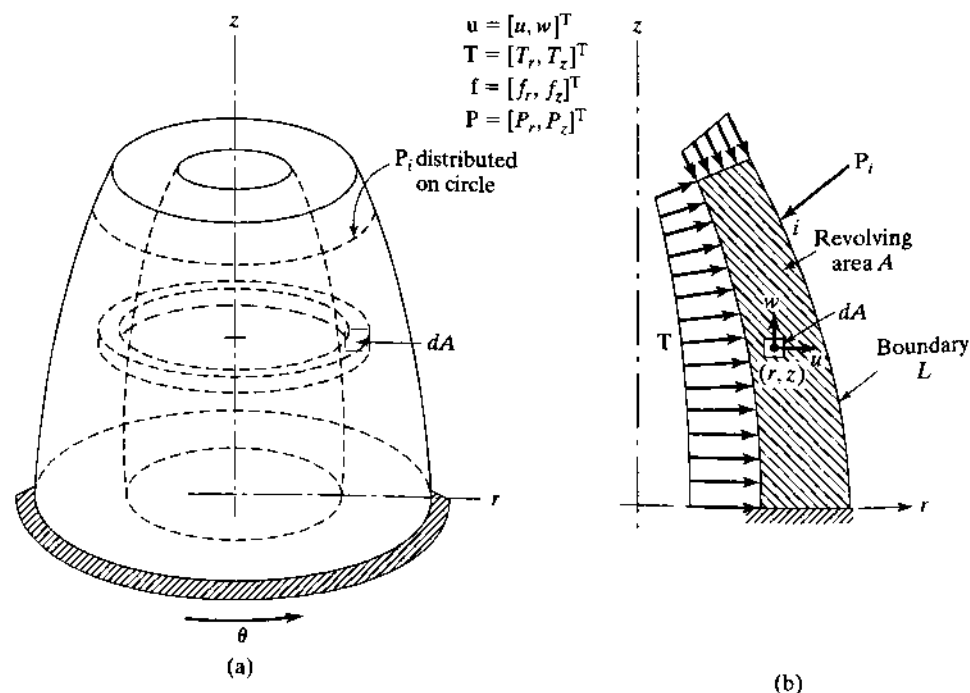 z
u = [u, w]ᵀ
T = [Tᵣ, T_z]ᵀ
f = [fᵣ, f_z]ᵀ
P = [Pᵣ, P_z]ᵀ
Pᵢ distributed
on circle
dA
r
θ
(a)
z
Pᵢ
i
Revolving
area A
w
dA
T
u
(r, z)
Boundary
L
r
(b)